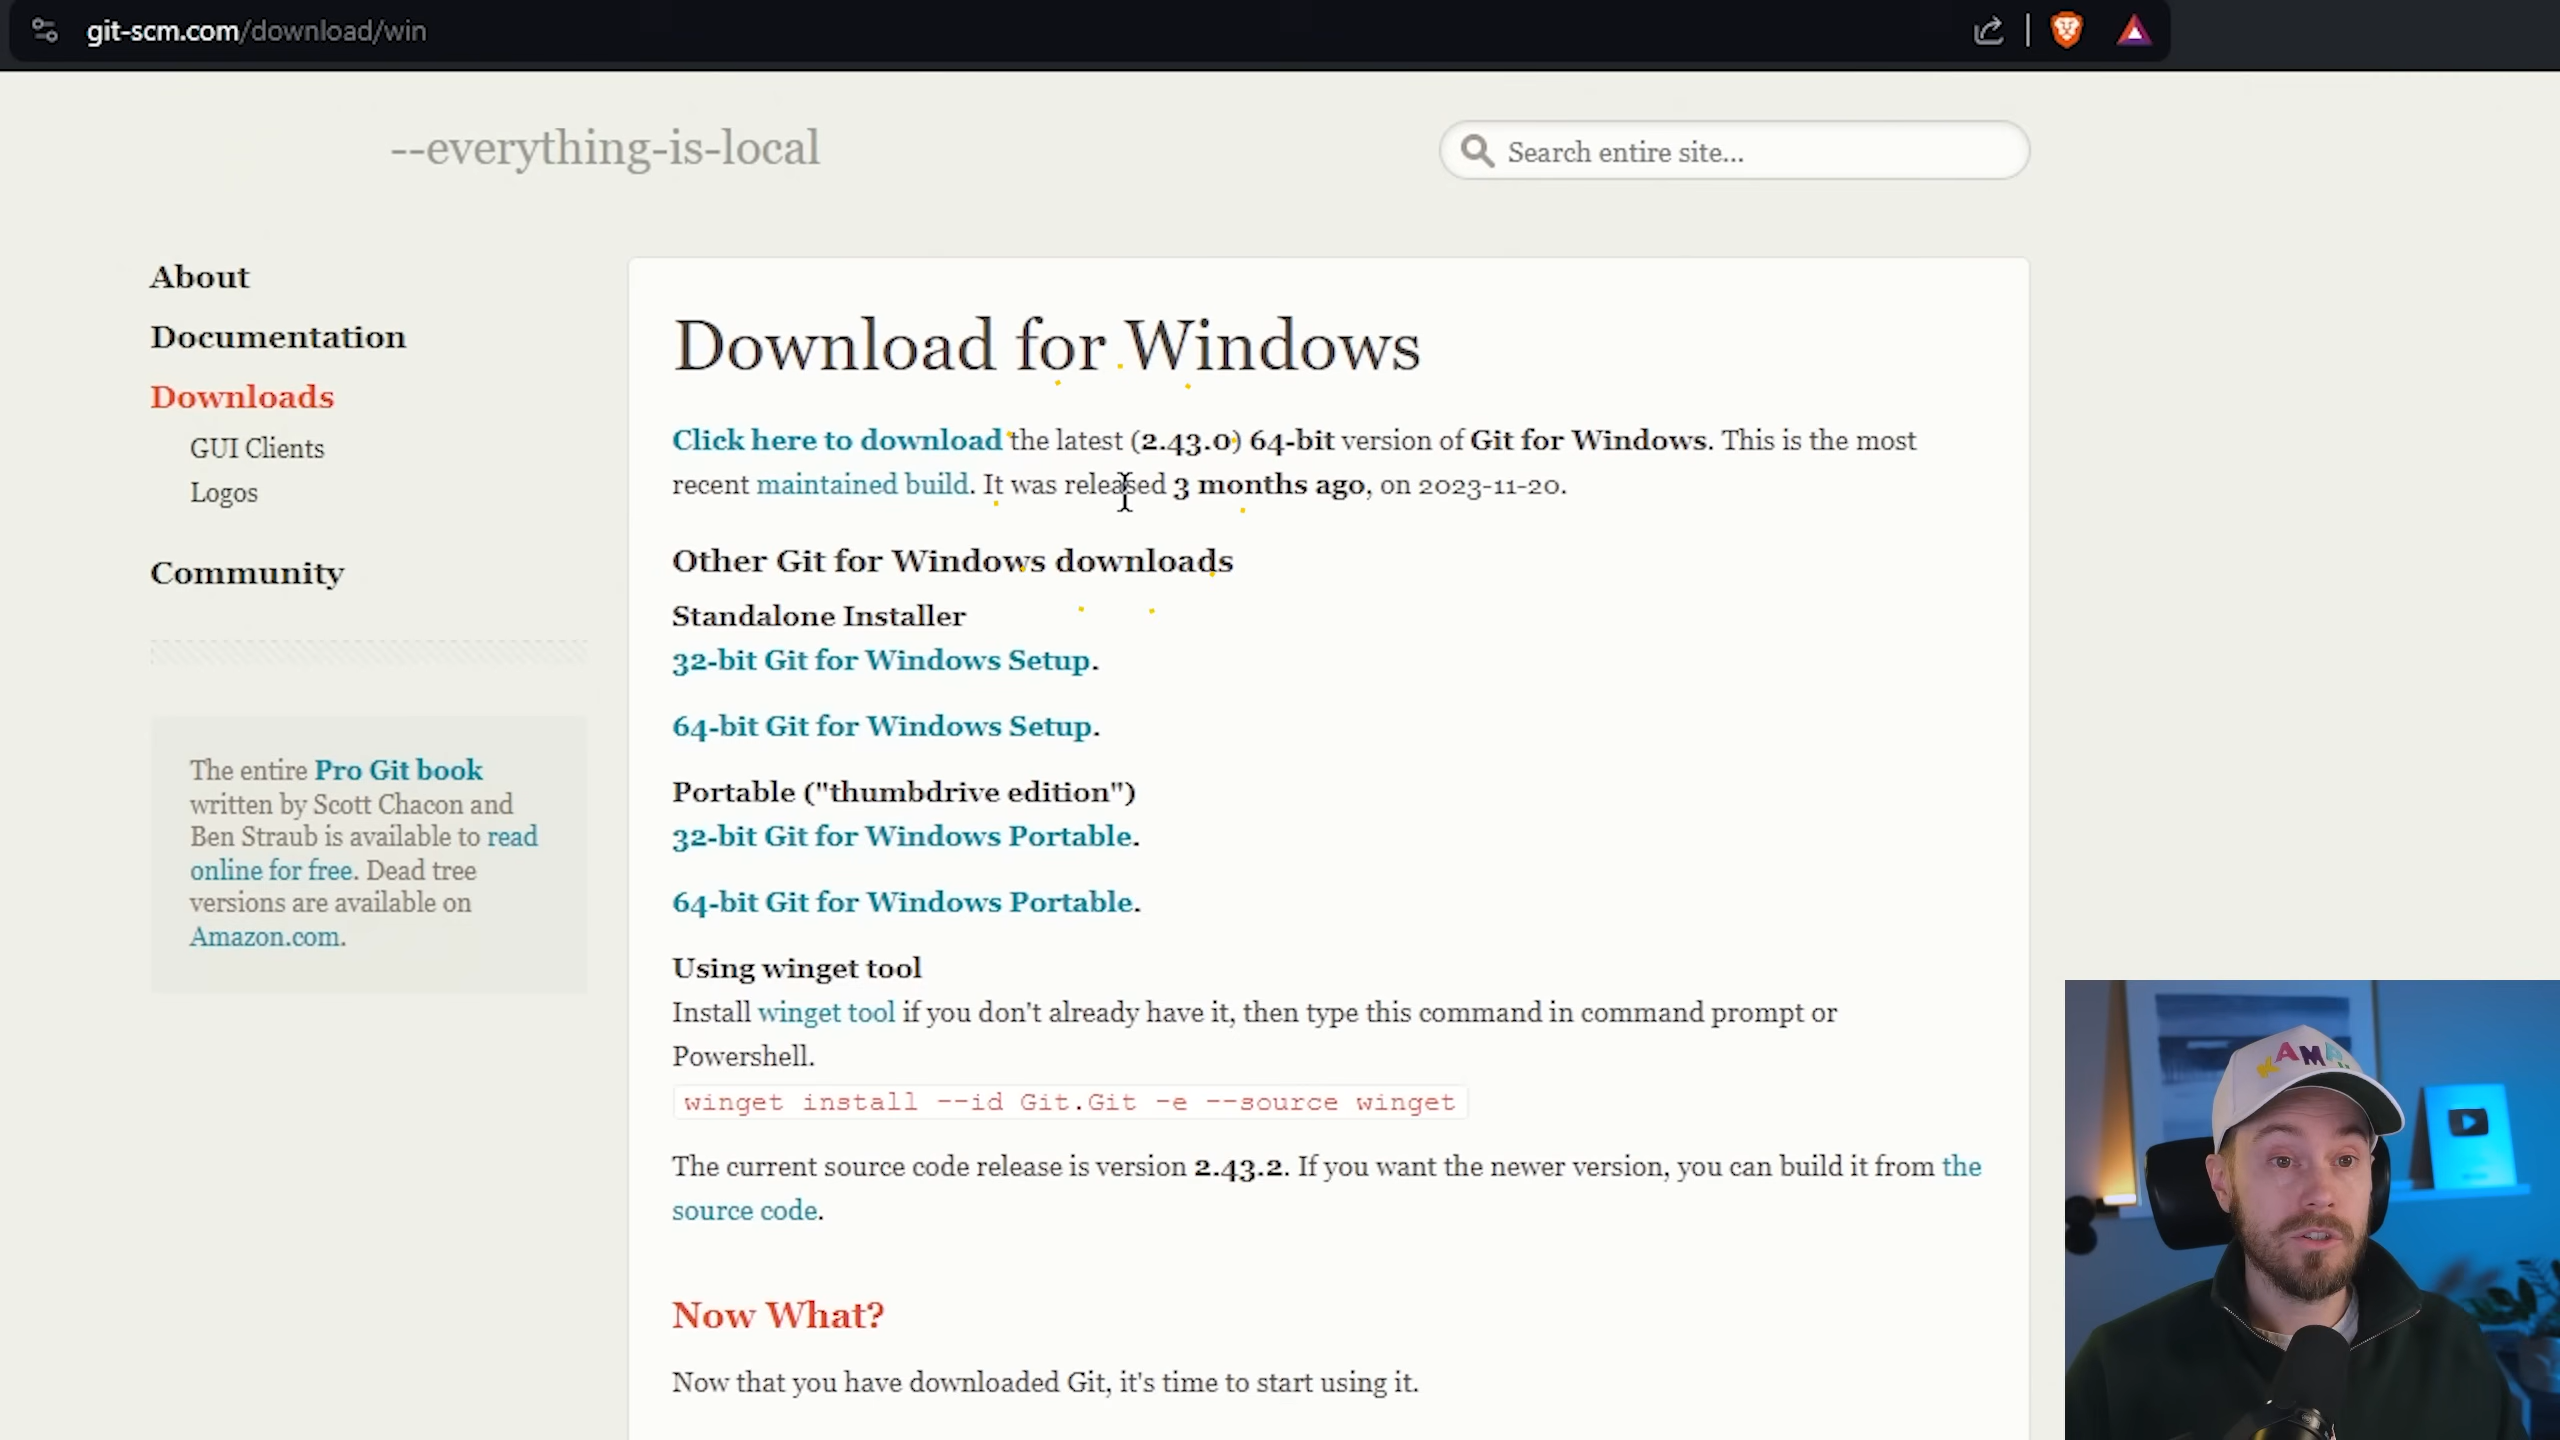 git-scm.com/download/win
--everything-is-local
Search entire site...
About
Documentation
Downloads
GUI Clients
Logos
Community
The entire Pro Git book
written by Scott Chacon and
Ben Straub is available to read
online for free. Dead tree
versions are available on
Amazon.com.
Download for Windows
Click here to download the latest (2.43.0) 64-bit version of Git for Windows. This is the most
recent maintained build. It was released 3 months ago, on 2023-11-20.
Other Git for Windows downloads
Standalone Installer
32-bit Git for Windows Setup.
64-bit Git for Windows Setup.
Portable ("thumbdrive edition")
32-bit Git for Windows Portable.
64-bit Git for Windows Portable.
Using winget tool
Install winget tool if you don't already have it, then type this command in command prompt or
Powershell.
winget install --id Git.Git -e --source winget
The current source code release is version 2.43.2. If you want the newer version, you can build it from the
source code.
Now What?
Now that you have downloaded Git, it's time to start using it.